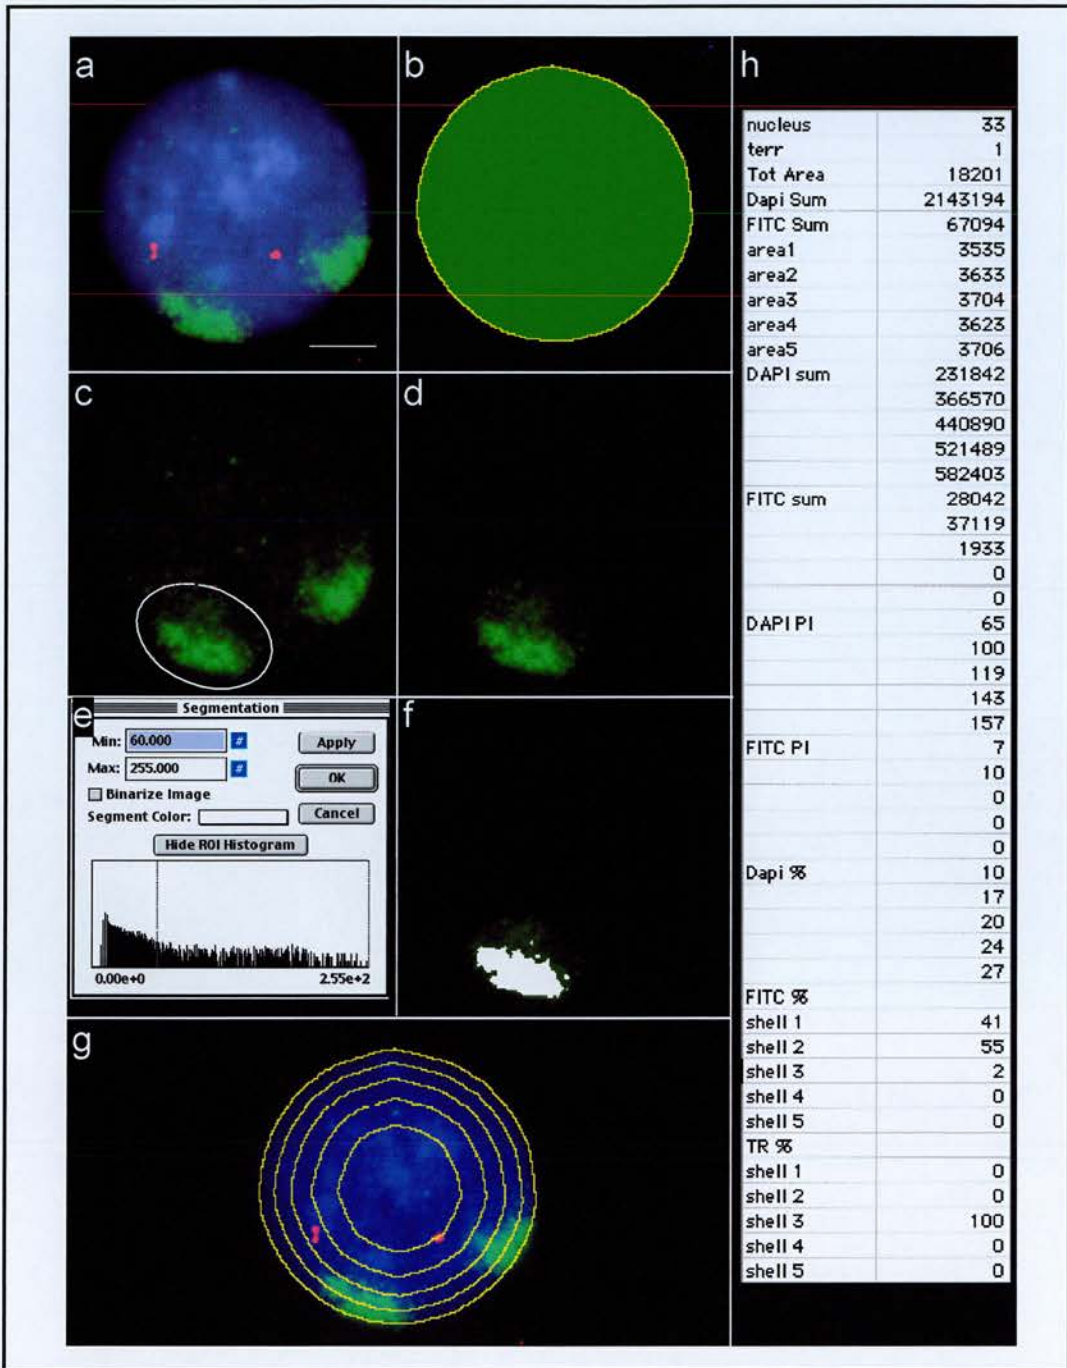 a
b
c
d
e
Segmentation
Min: 60.000 #
Max: 255.000 #
Binarize Image
Segment Color:
Apply
OK
Cancel
Hide ROI Histogram
0.00e+0 2.55e+2
f
g
h
nucleus 33
terr 1
Tot Area 18201
Dapi Sum 2143194
FITC Sum 67094
area1 3535
area2 3633
area3 3704
area4 3623
area5 3706
DAPI sum 231842
366570
440890
521489
582403
FITC sum 28042
37119
1933
0
0
DAPI PI 65
100
119
143
157
FITC PI 7
10
0
0
0
Dapi % 10
17
20
24
27
FITC %
shell 1 41
shell 2 55
shell 3 2
shell 4 0
shell 5 0
TR %
shell 1 0
shell 2 0
shell 3 100
shell 4 0
shell 5 0